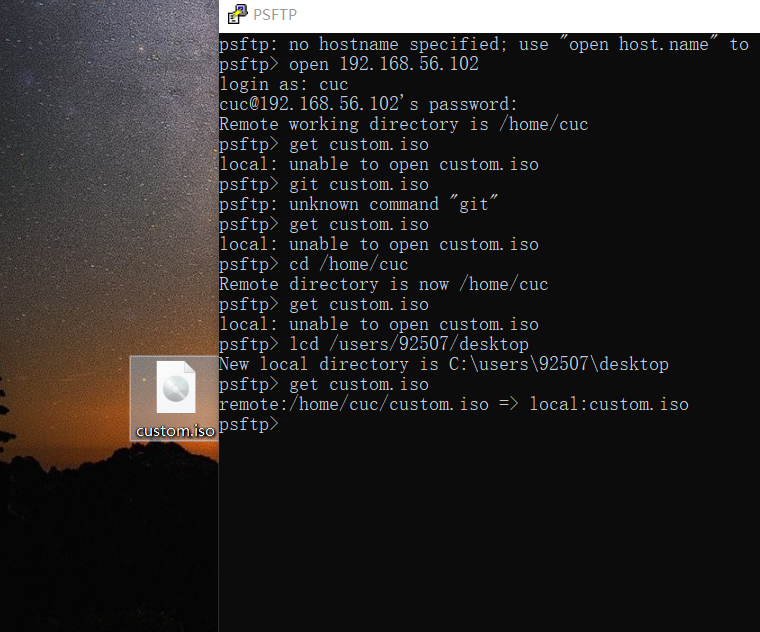 PSFTP
psftp: no hostname specified; use "open host.name" to
psftp> open 192.168.56.102
login as: cuc
cuc@192.168.56.102's password:
Remote working directory is /home/cuc
psftp> get custom.iso
local: unable to open custom.iso
psftp> git custom.iso
psftp: unknown command "git"
psftp> get custom.iso
local: unable to open custom.iso
psftp> cd /home/cuc
Remote directory is now /home/cuc
psftp> get custom.iso
local: unable to open custom.iso
psftp> lcd /users/92507/desktop
New local directory is C:\users\92507\desktop
psftp> get custom.iso
remote:/home/cuc/custom.iso => local:custom.iso
psftp>
custom.iso